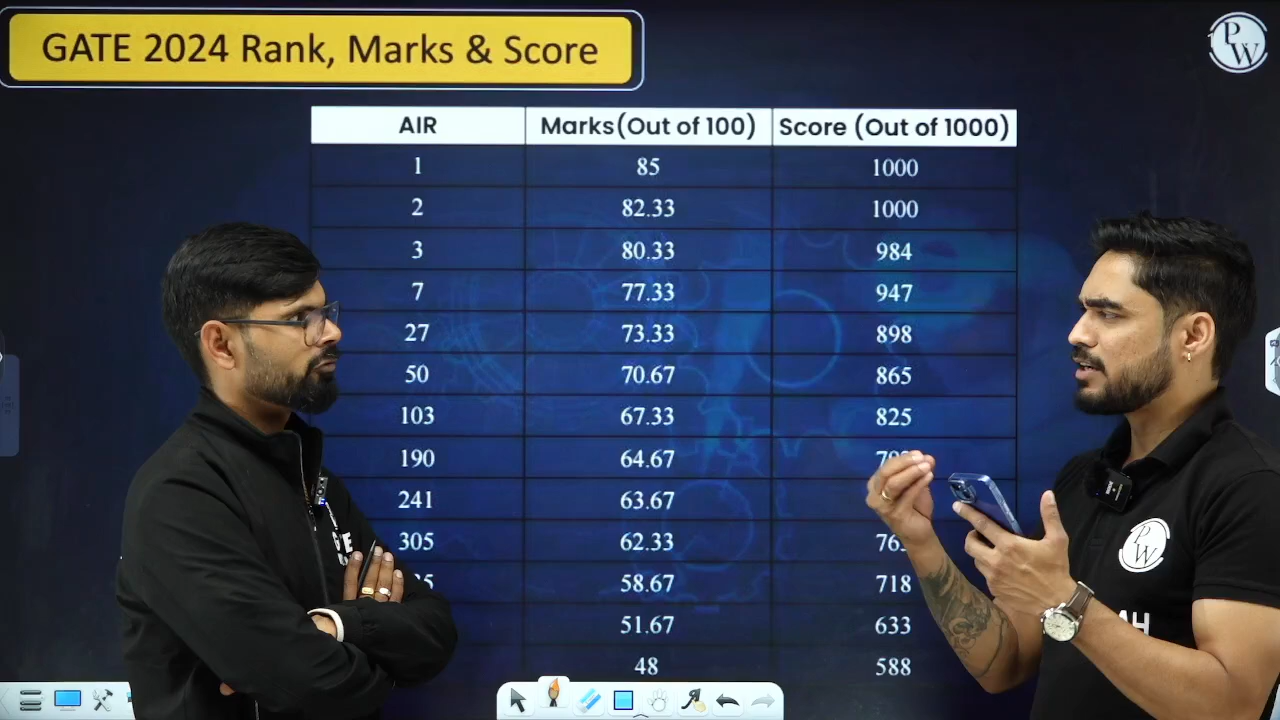 GATE 2024 Rank, Marks & Score
PW
AIR Marks(Out of 100) Score (Out of 1000)
1 85 1000
2 82.33 1000
3 80.33 984
7 77.33 947
27 73.33 898
50 70.67 865
103 67.33 825
190 64.67
241 63.67
305 62.33
58.67 718
51.67 633
48 588
PW